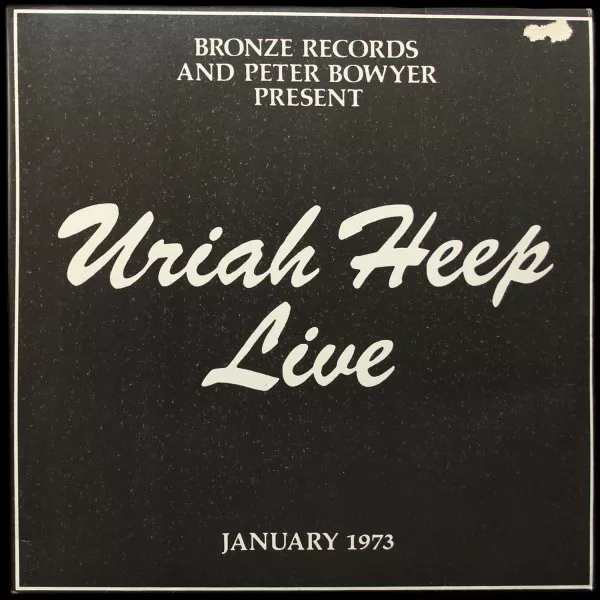 BRONZE RECORDS
AND PETER BOWYER
PRESENT
Uriah Heep
Live
JANUARY 1973